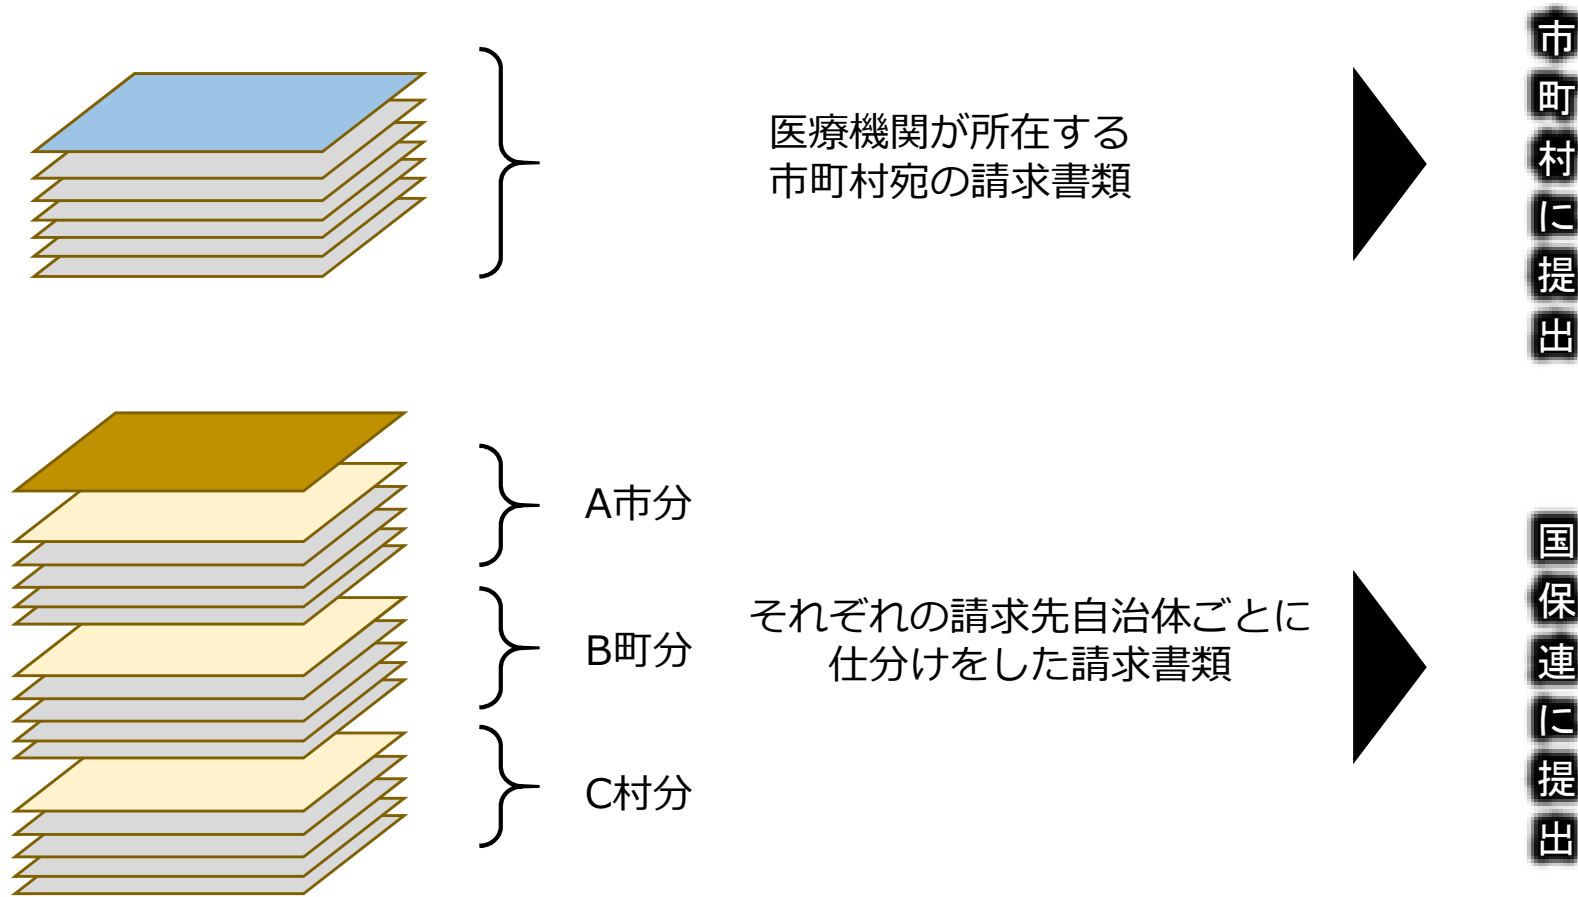 医療機関が所在する
市町村宛の請求書類
市町村に提出
A市分
B町分
C村分
それぞれの請求先自治体ごとに
仕分けをした請求書類
国保連に提出